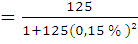 = 125 / 1+125(0,15 %)²